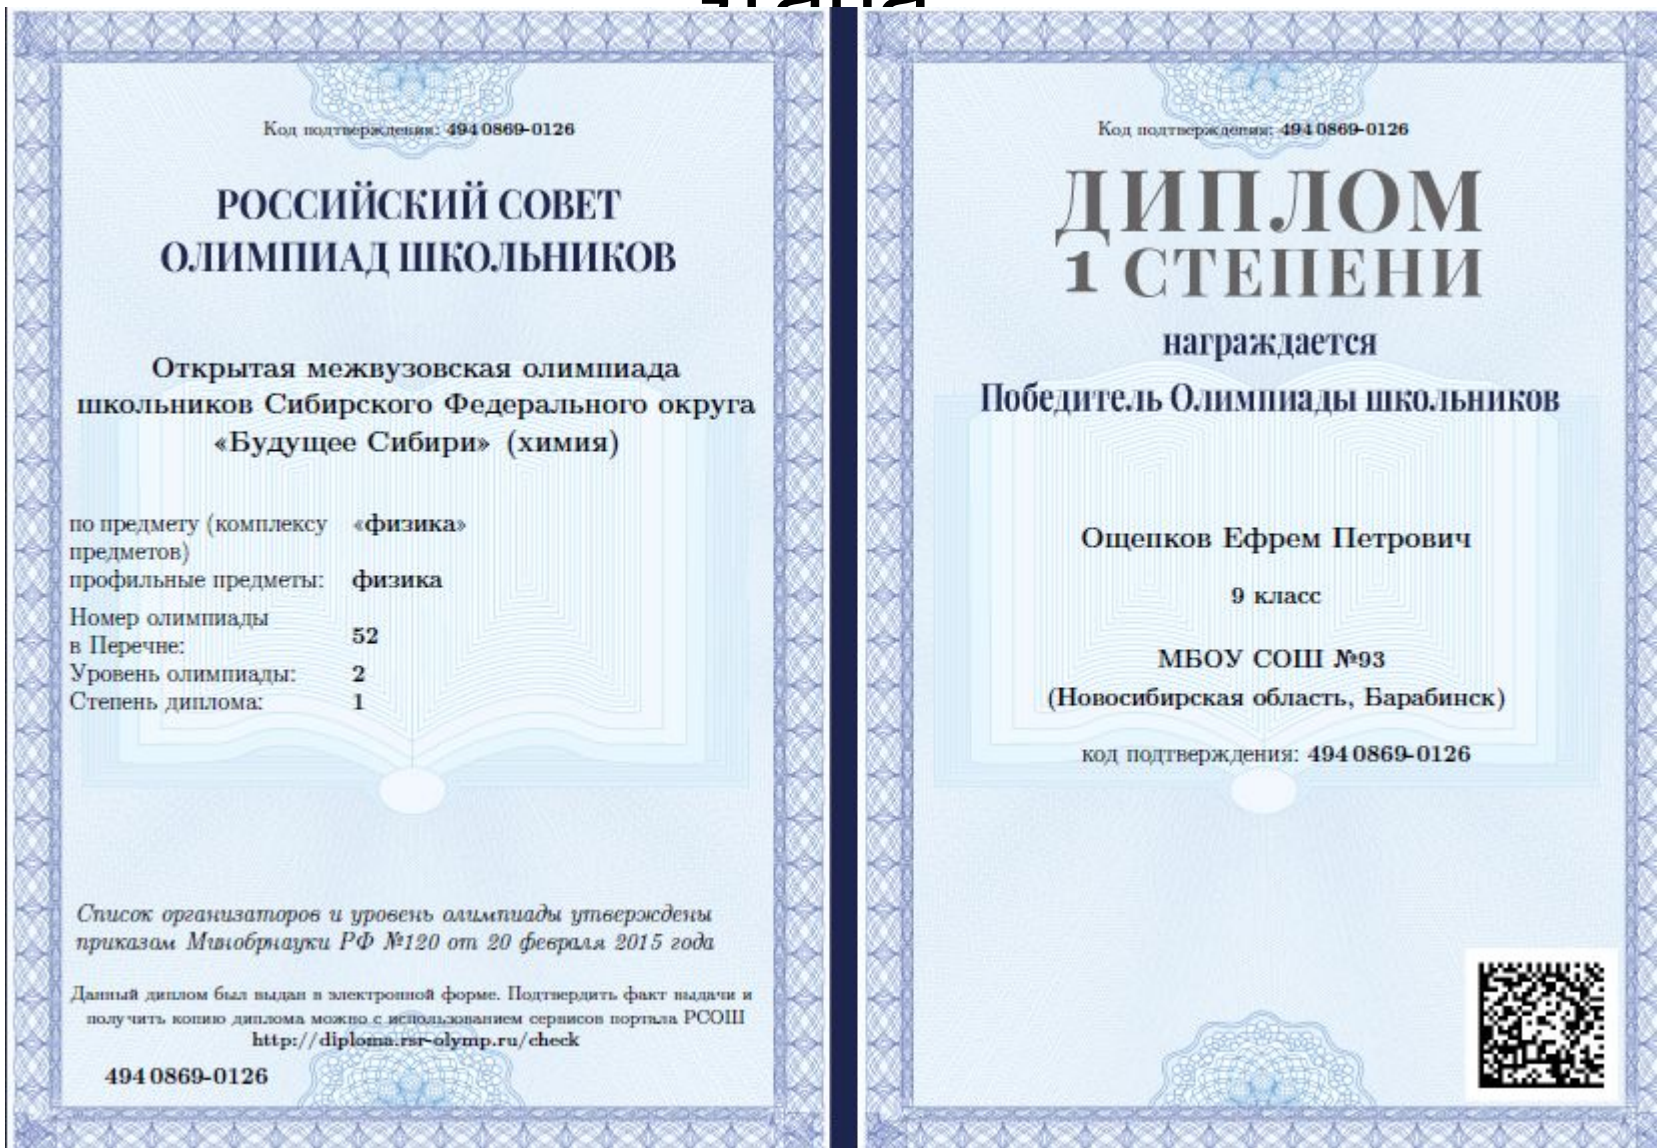 этапа
Код подтверждения: 494 0869-0126
РОССИЙСКИЙ СОВЕТ
ОЛИМПИАД ШКОЛЬНИКОВ
Открытая межвузовская олимпиада
школьников Сибирского Федерального округа
«Будущее Сибири» (химия)
по предмету (комплексу «физика»
предметов)
профильные предметы: физика
Номер олимпиады
в Перечне: 52
Уровень олимпиады: 2
Степень диплома: 1
Список организаторов и уровень олимпиады утверждены
приказам Минобрнауки РФ №120 от 20 февраля 2015 года
Данный диплом был выдан в электронной форме. Подтвердить факт выдачи и
получить копию диплома можно с использованием сервисов портала РСОШ
http://diploma.rsr-olymp.ru/check
494 0869-0126
Код подтверждения: 494 0869-0126
ДИПЛОМ
1 СТЕПЕНИ
награждается
Победитель Олимпиады школьников
Ощепков Ефрем Петрович
9 класс
МБОУ СОШ №93
(Новосибирская область, Барабинск)
код подтверждения: 494 0869-0126